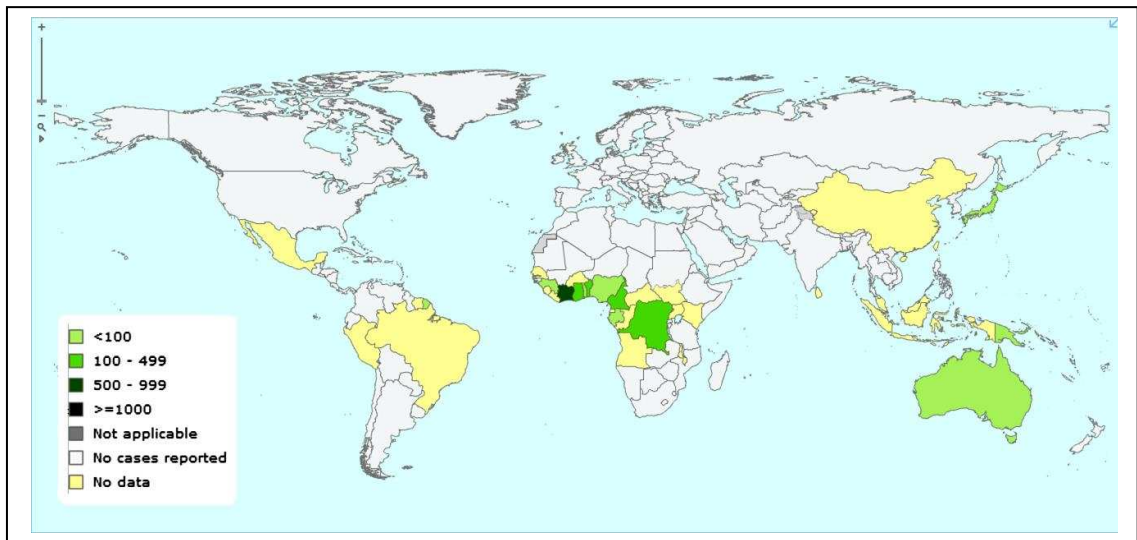 <100
100 - 499
500 - 999
>=1000
Not applicable
No cases reported
No data